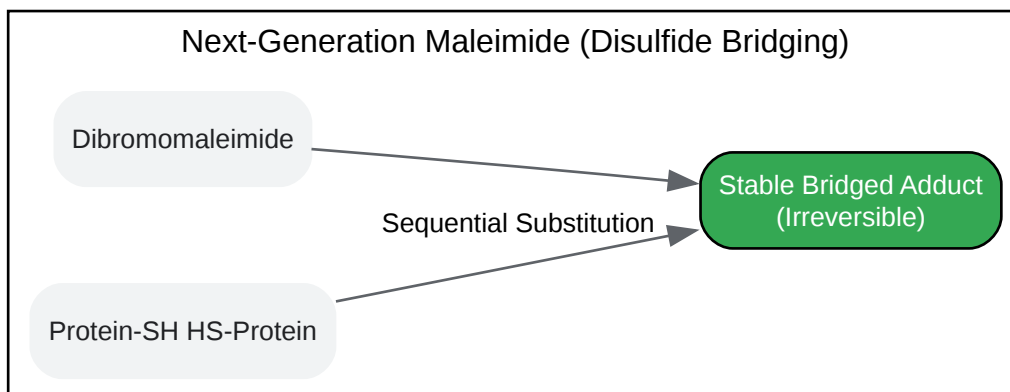 Next-Generation Maleimide (Disulfide Bridging)
Dibromomaleimide
Stable Bridged Adduct
(Irreversible)
Sequential Substitution
Protein-SH HS-Protein